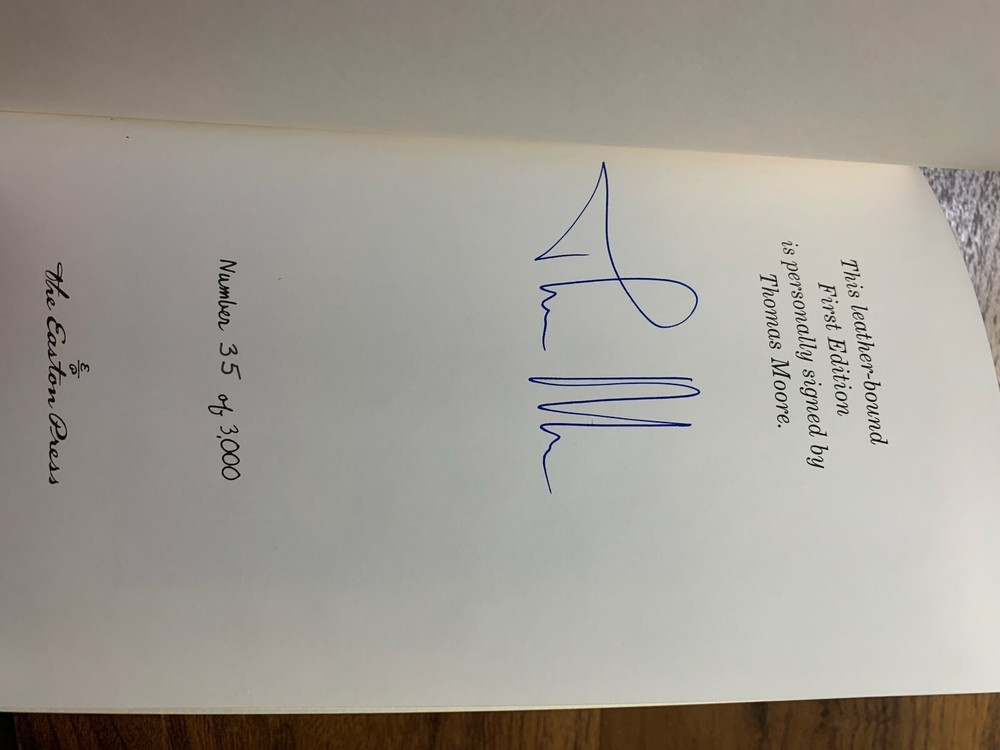 This leather-bound
First Edition
is personally signed by
Thomas Moore.
Number 35 of 3,000
The Easton Press